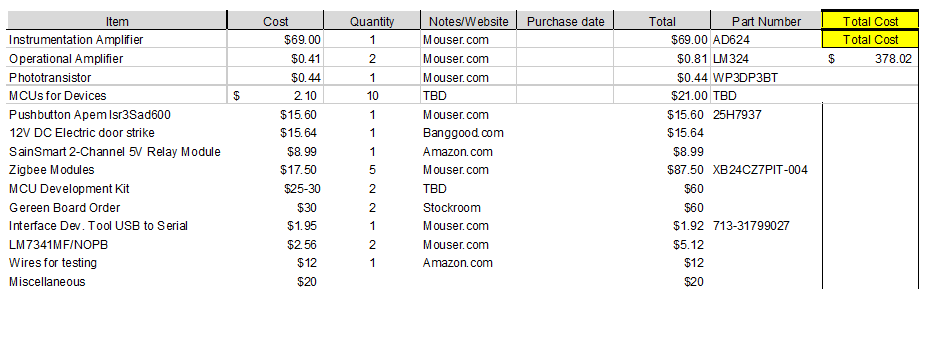 Item Cost Quantity Notes/Website Purchase date Total Part Number Total Cost
Instrumentation Amplifier $69.00 1 Mouser.com $69.00 AD624 Total Cost
Operational Amplifier $0.41 2 Mouser.com $0.81 LM324 $ 378.02
Phototransistor $0.44 1 Mouser.com $0.44 WP3DP3BT
MCUs for Devices $ 2.10 10 TBD $21.00 TBD
Pushbutton Apem Isr3Sad600 $15.60 1 Mouser.com $15.60 25H7937
12V DC Electric door strike $15.64 1 Banggood.com $15.64
SainSmart 2-Channel 5V Relay Module $8.99 1 Amazon.com $8.99
Zigbee Modules $17.50 5 Mouser.com $87.50 XB24CZ7PIT-004
MCU Development Kit $25-30 2 TBD $60
Gereen Board Order $30 2 Stockroom $60
Interface Dev. Tool USB to Serial $1.95 1 Mouser.com $1.92 713-31799027
LM7341MF/NOPB $2.56 2 Mouser.com $5.12
Wires for testing $12 1 Amazon.com $12
Miscellaneous $20 $20